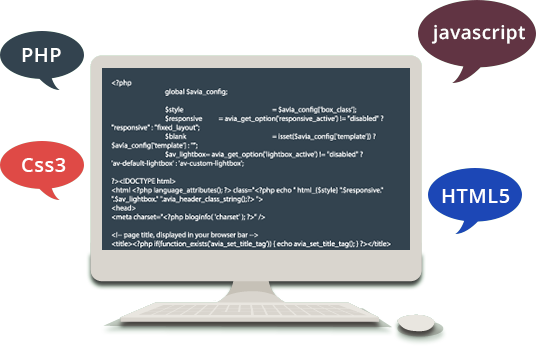 PHP
javascript
Css3
HTML5
<?php
global $avia_config;
$style = $avia_config['box_class'];
$responsive = avia_get_option('responsive_active') != "disabled" ?
"responsive" : "fixed_layout";
$blank = isset($avia_config['template']) ?
$avia_config['template'] : "";
$av_lightbox= avia_get_option('lightbox_active') != "disabled" ?
'av-default-lightbox' : 'av-custom-lightbox';
?><!DOCTYPE html>
<html <?php language_attributes(); ?> class="<?php echo " html_{$style} ".$responsive."
".$av_lightbox." ".avia_header_class_string();?> ">
<head>
<meta charset="<?php bloginfo( 'charset' ); ?>" />
<!-- page title, displayed in your browser bar -->
<title><?php if(function_exists('avia_set_title_tag')) { echo avia_set_title_tag(); } ?></title>